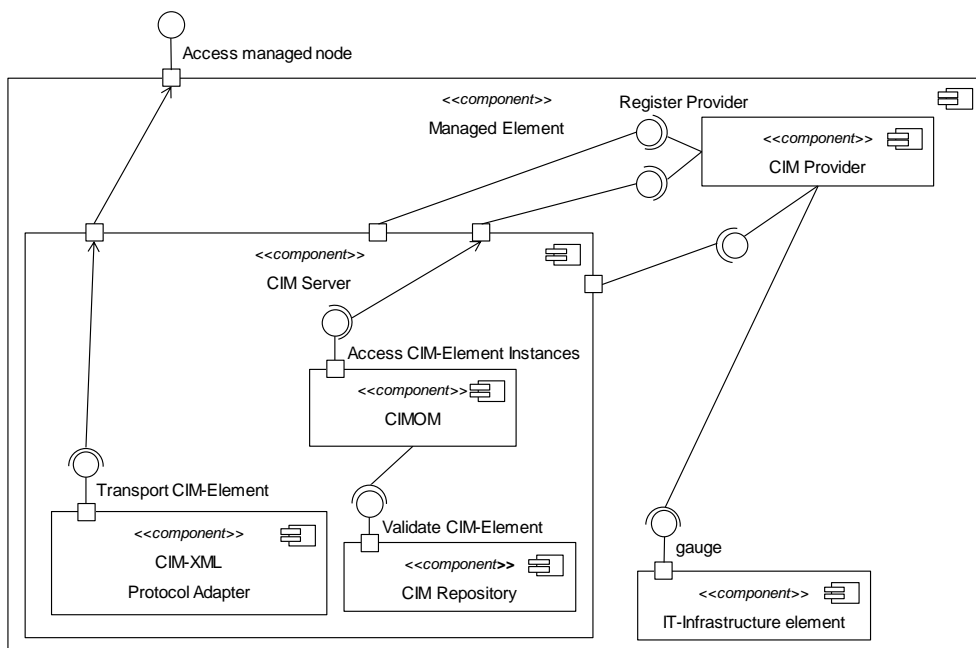 Access managed node
<<component>>
Managed Element
Register Provider
<<component>>
CIM Provider
<<component>>
CIM Server
Access CIM-Element Instances
<<component>>
CIMOM
Transport CIM-Element
<<component>>
CIM-XML
Protocol Adapter
Validate CIM-Element
<<component>>
CIM Repository
gauge
<<component>>
IT-Infrastructure element